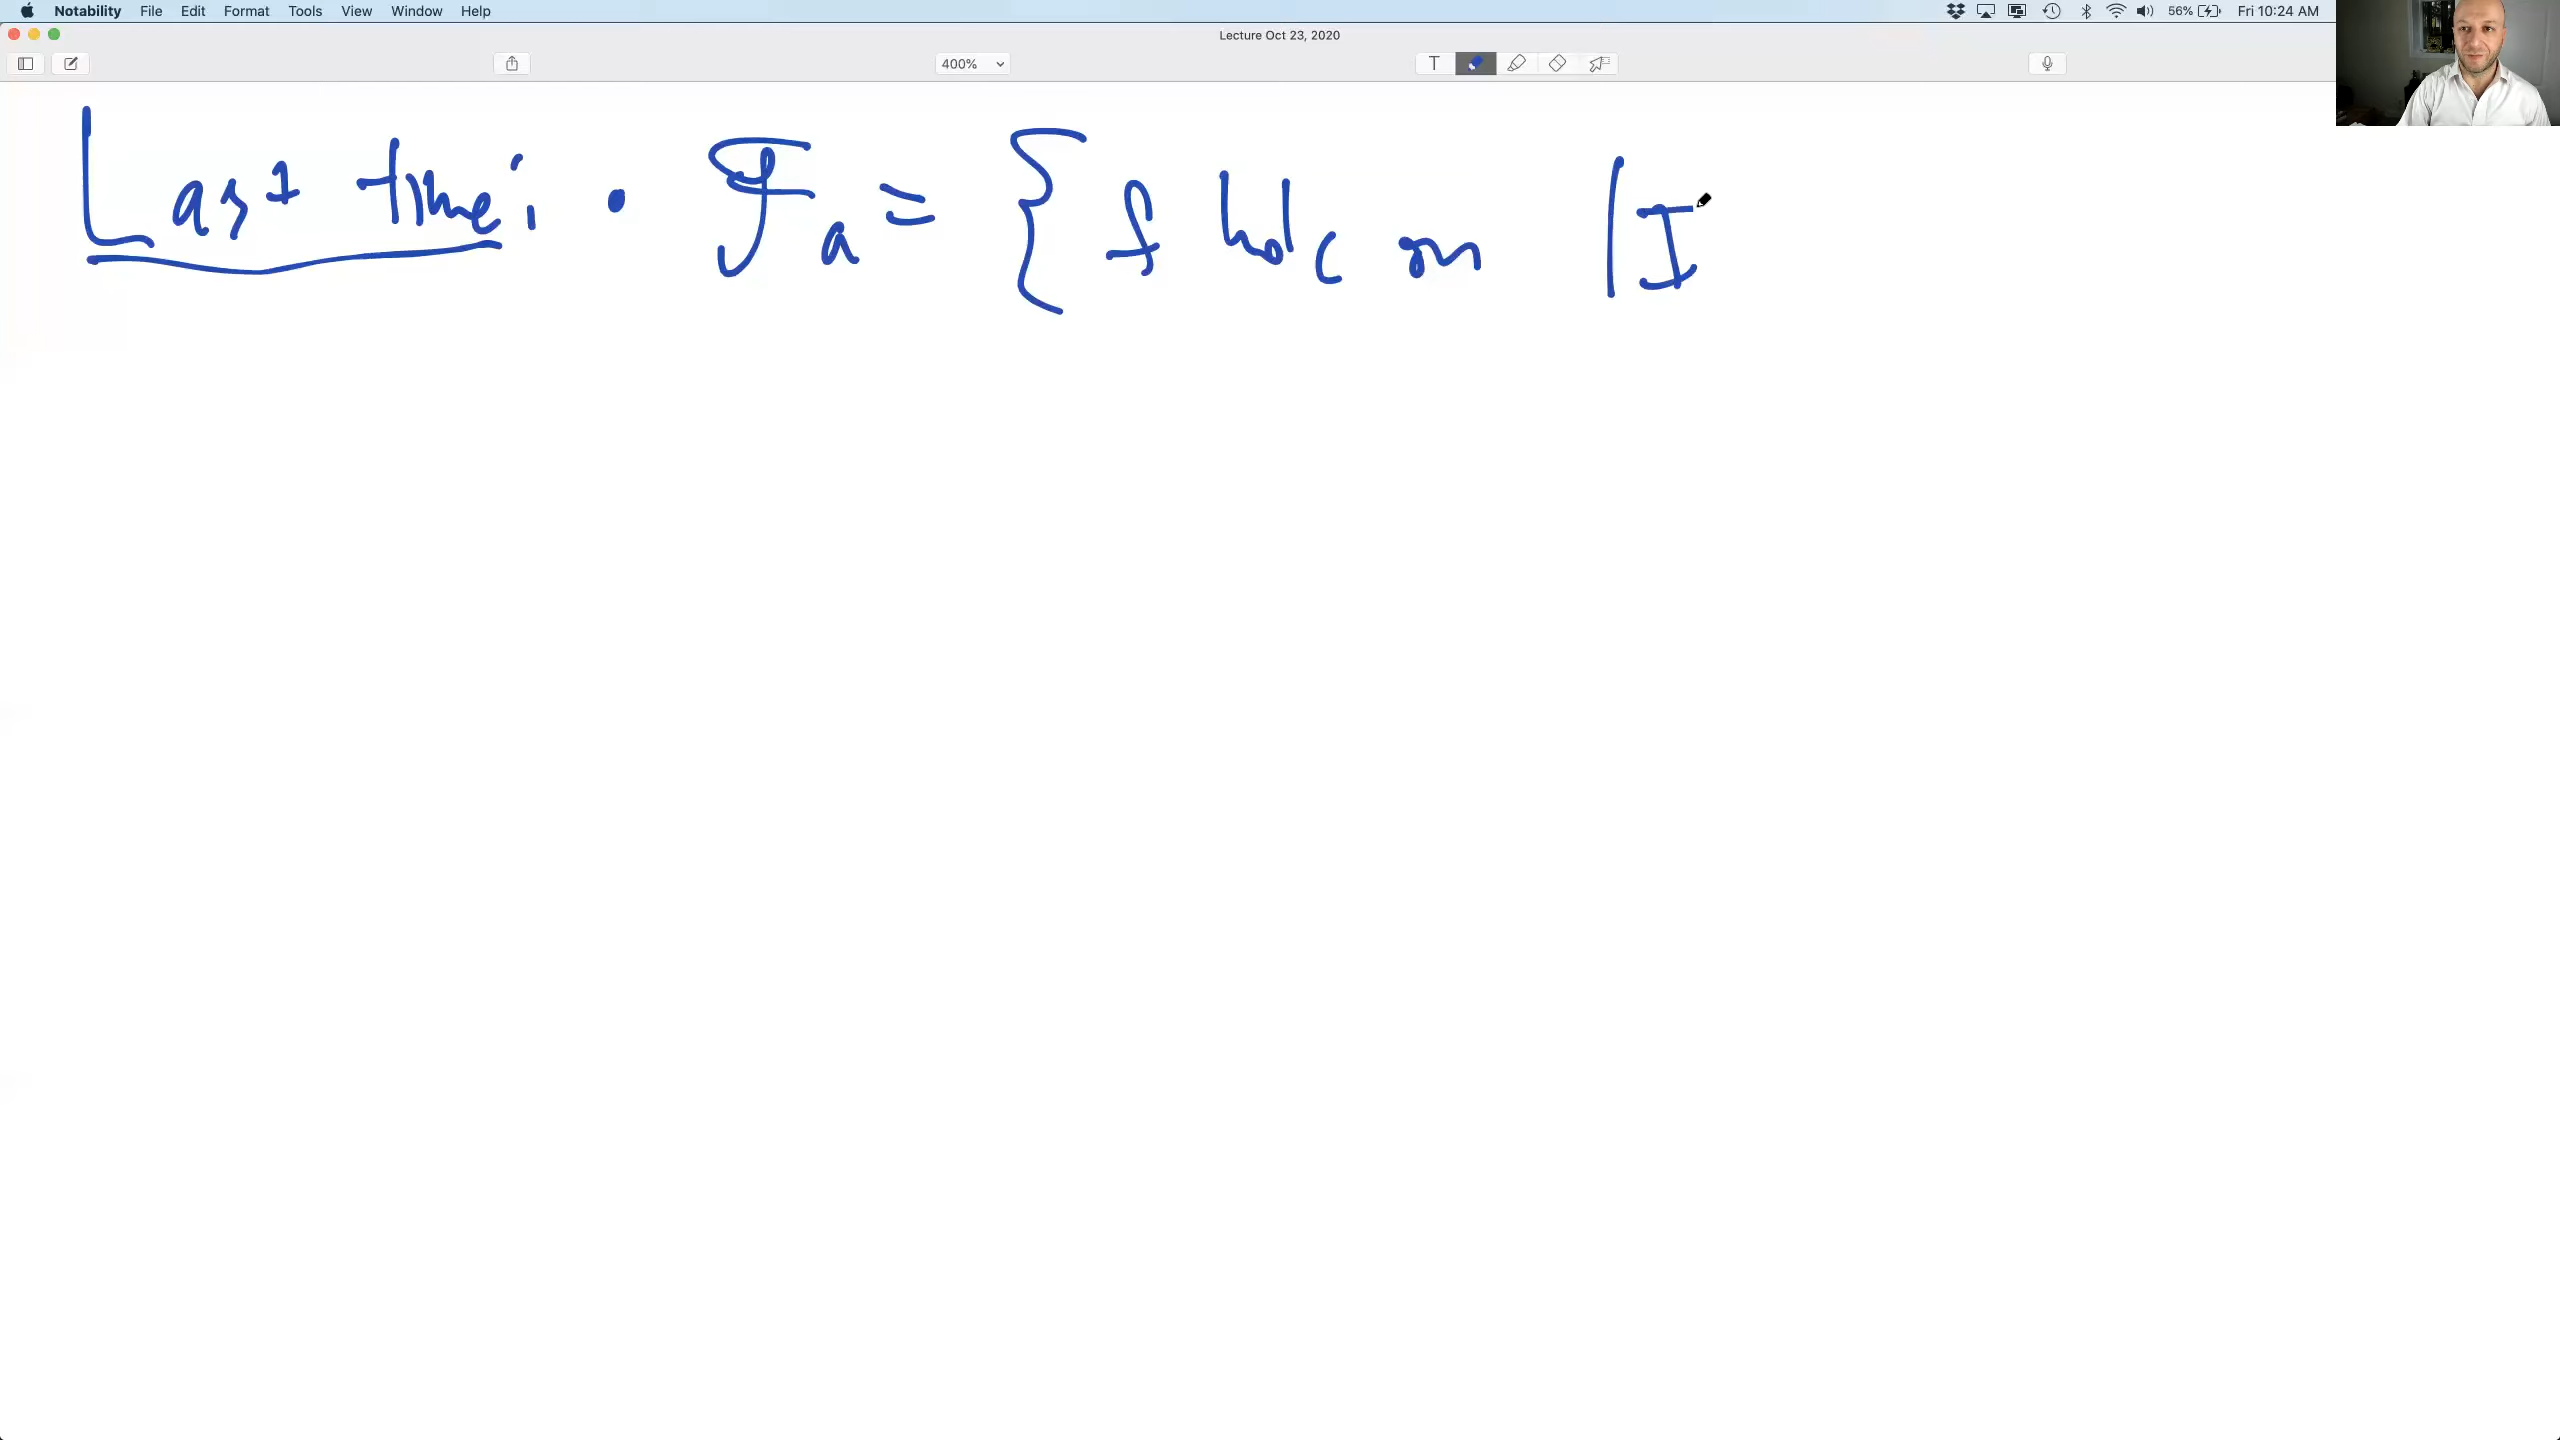 Notability File Edit Format Tools View Window Help 56% Fri 10:24 AM
Lecture Oct 23, 2020
400% T
Last time: • 𝓕a = { f holc on |I